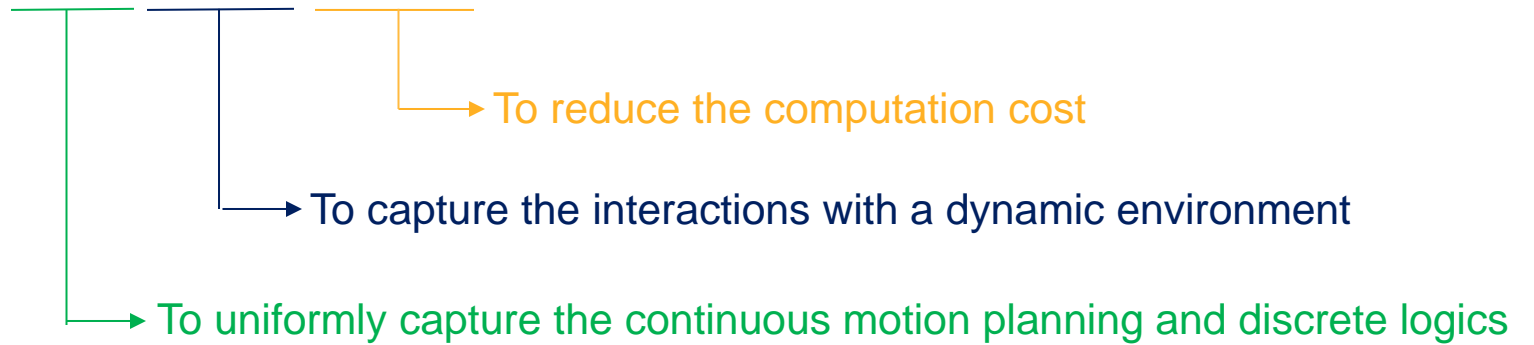 To reduce the computation cost
To capture the interactions with a dynamic environment
To uniformly capture the continuous motion planning and discrete logics